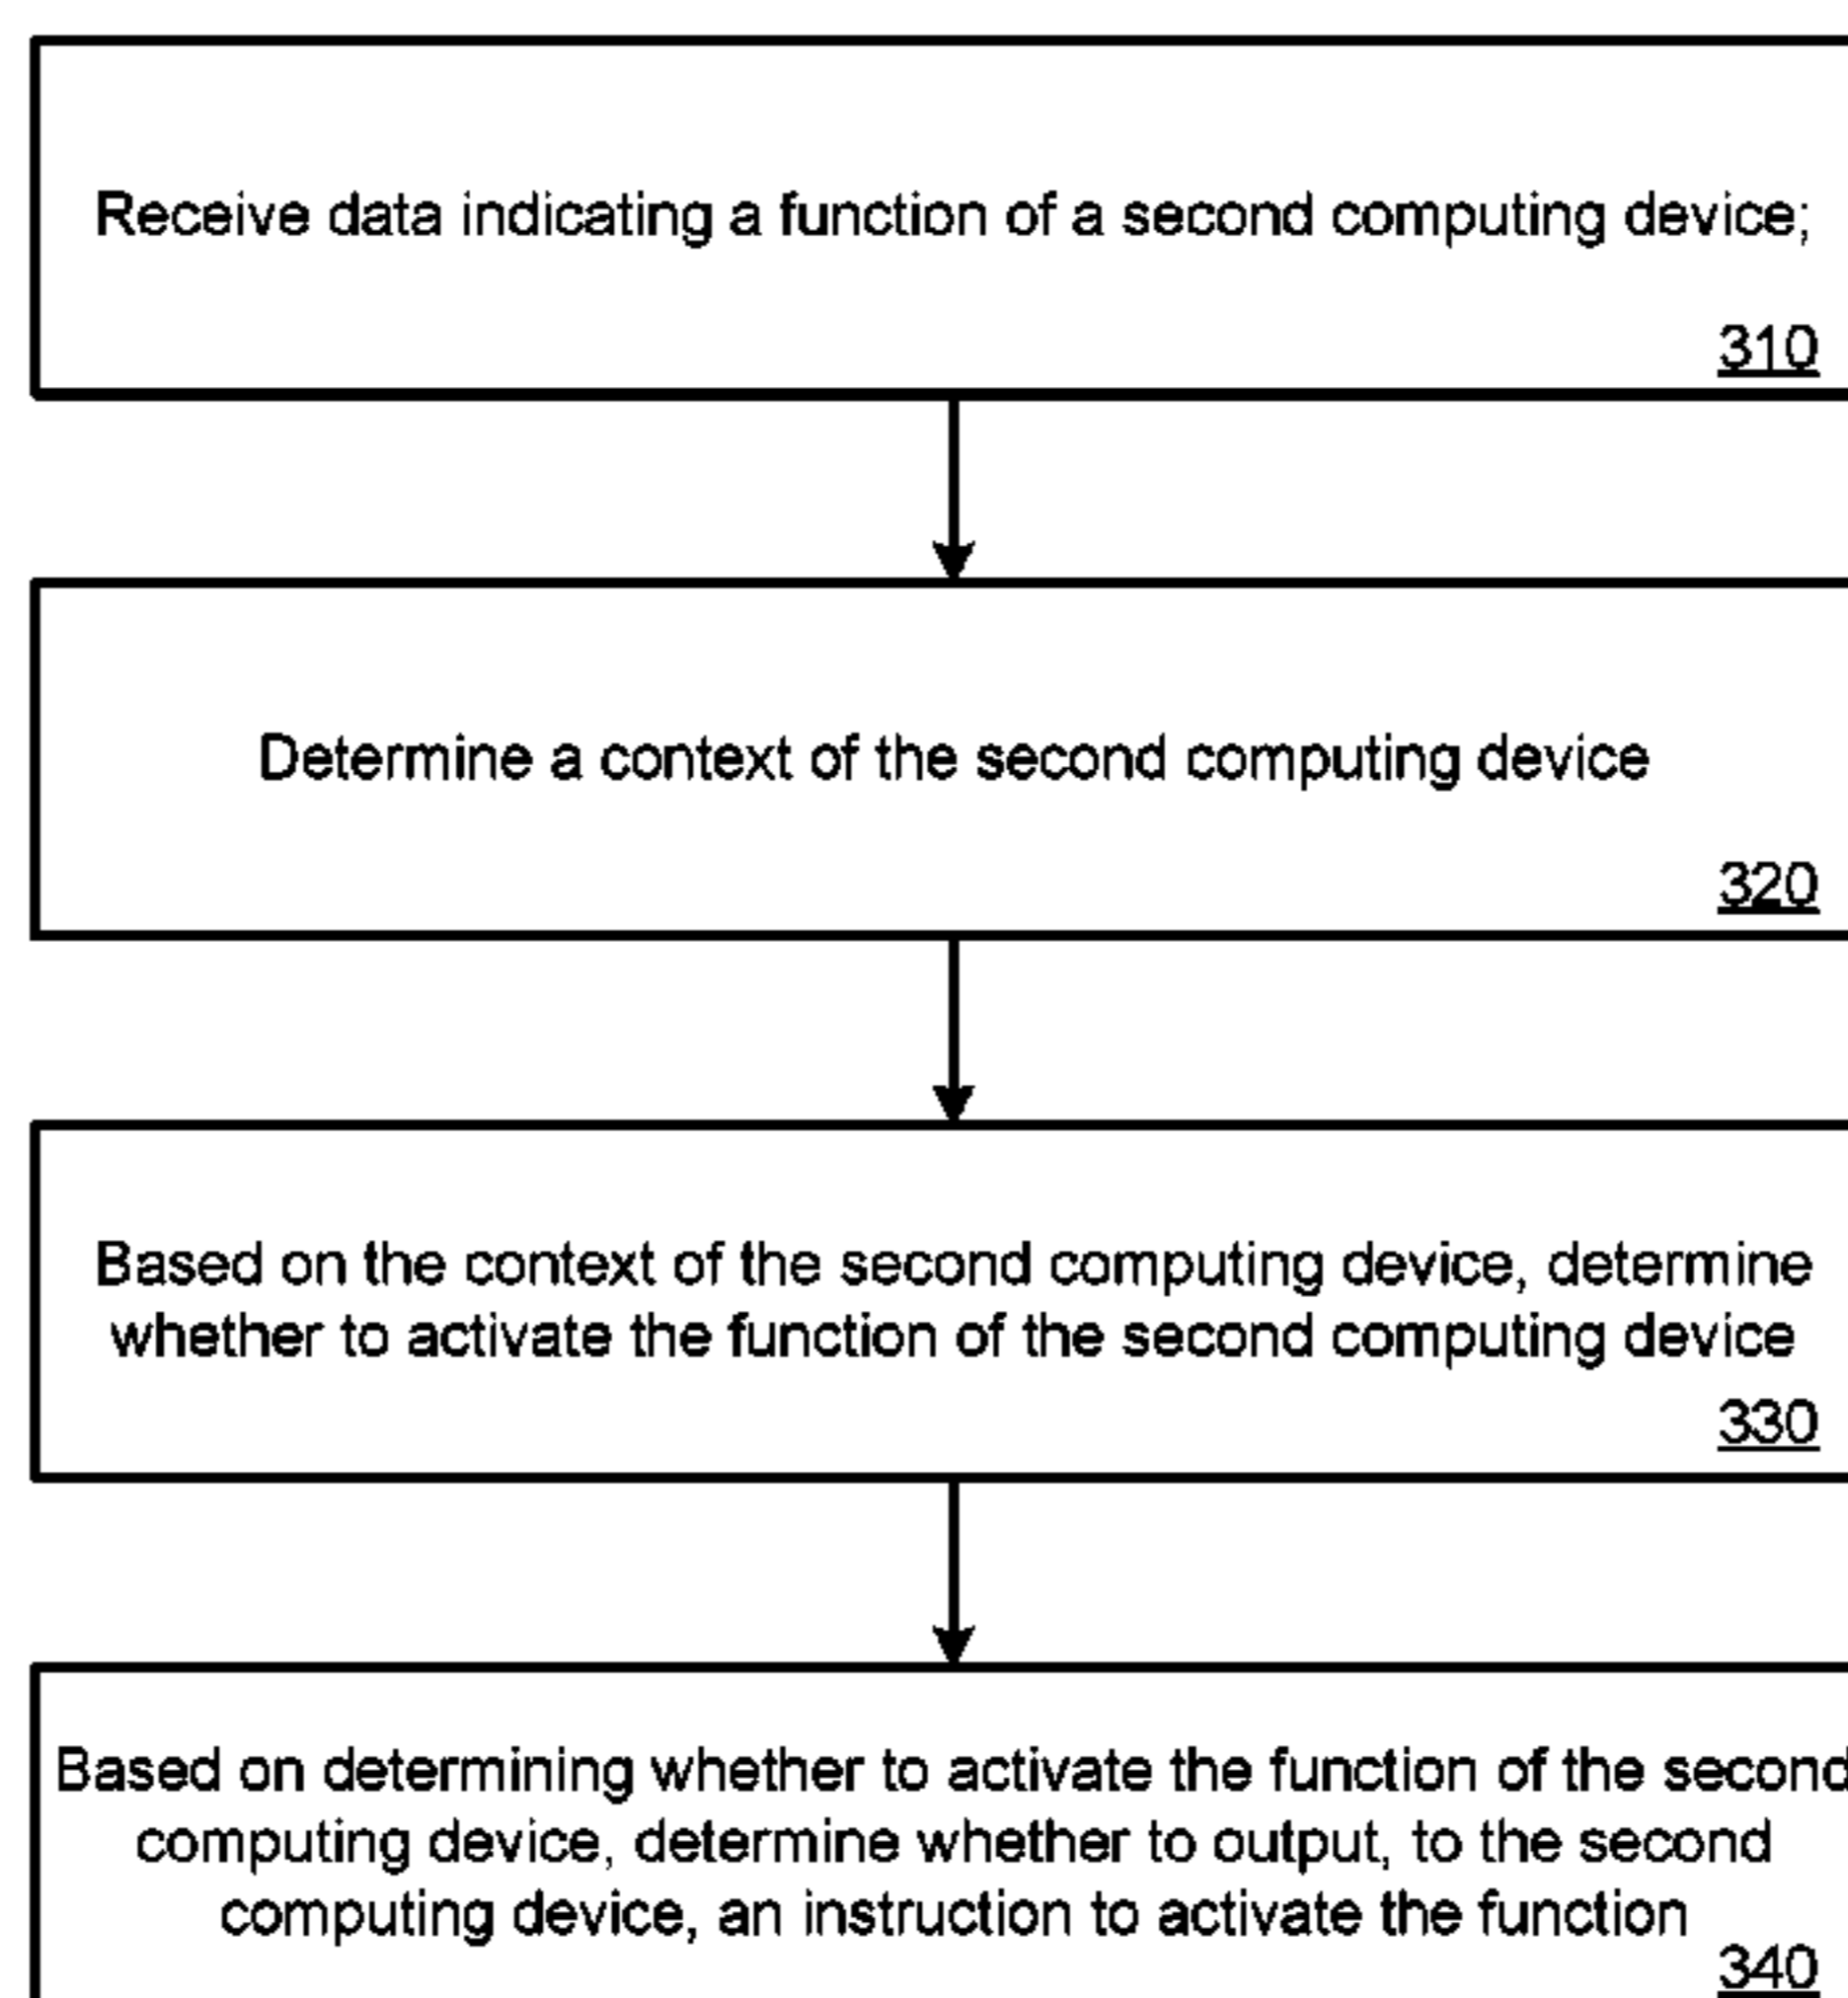 Receive data indicating a function of a second computing device;
310
Determine a context of the second computing device
320
Based on the context of the second computing device, determine
whether to activate the function of the second computing device
330
Based on determining whether to activate the function of the second
computing device, determine whether to output, to the second
computing device, an instruction to activate the function
340